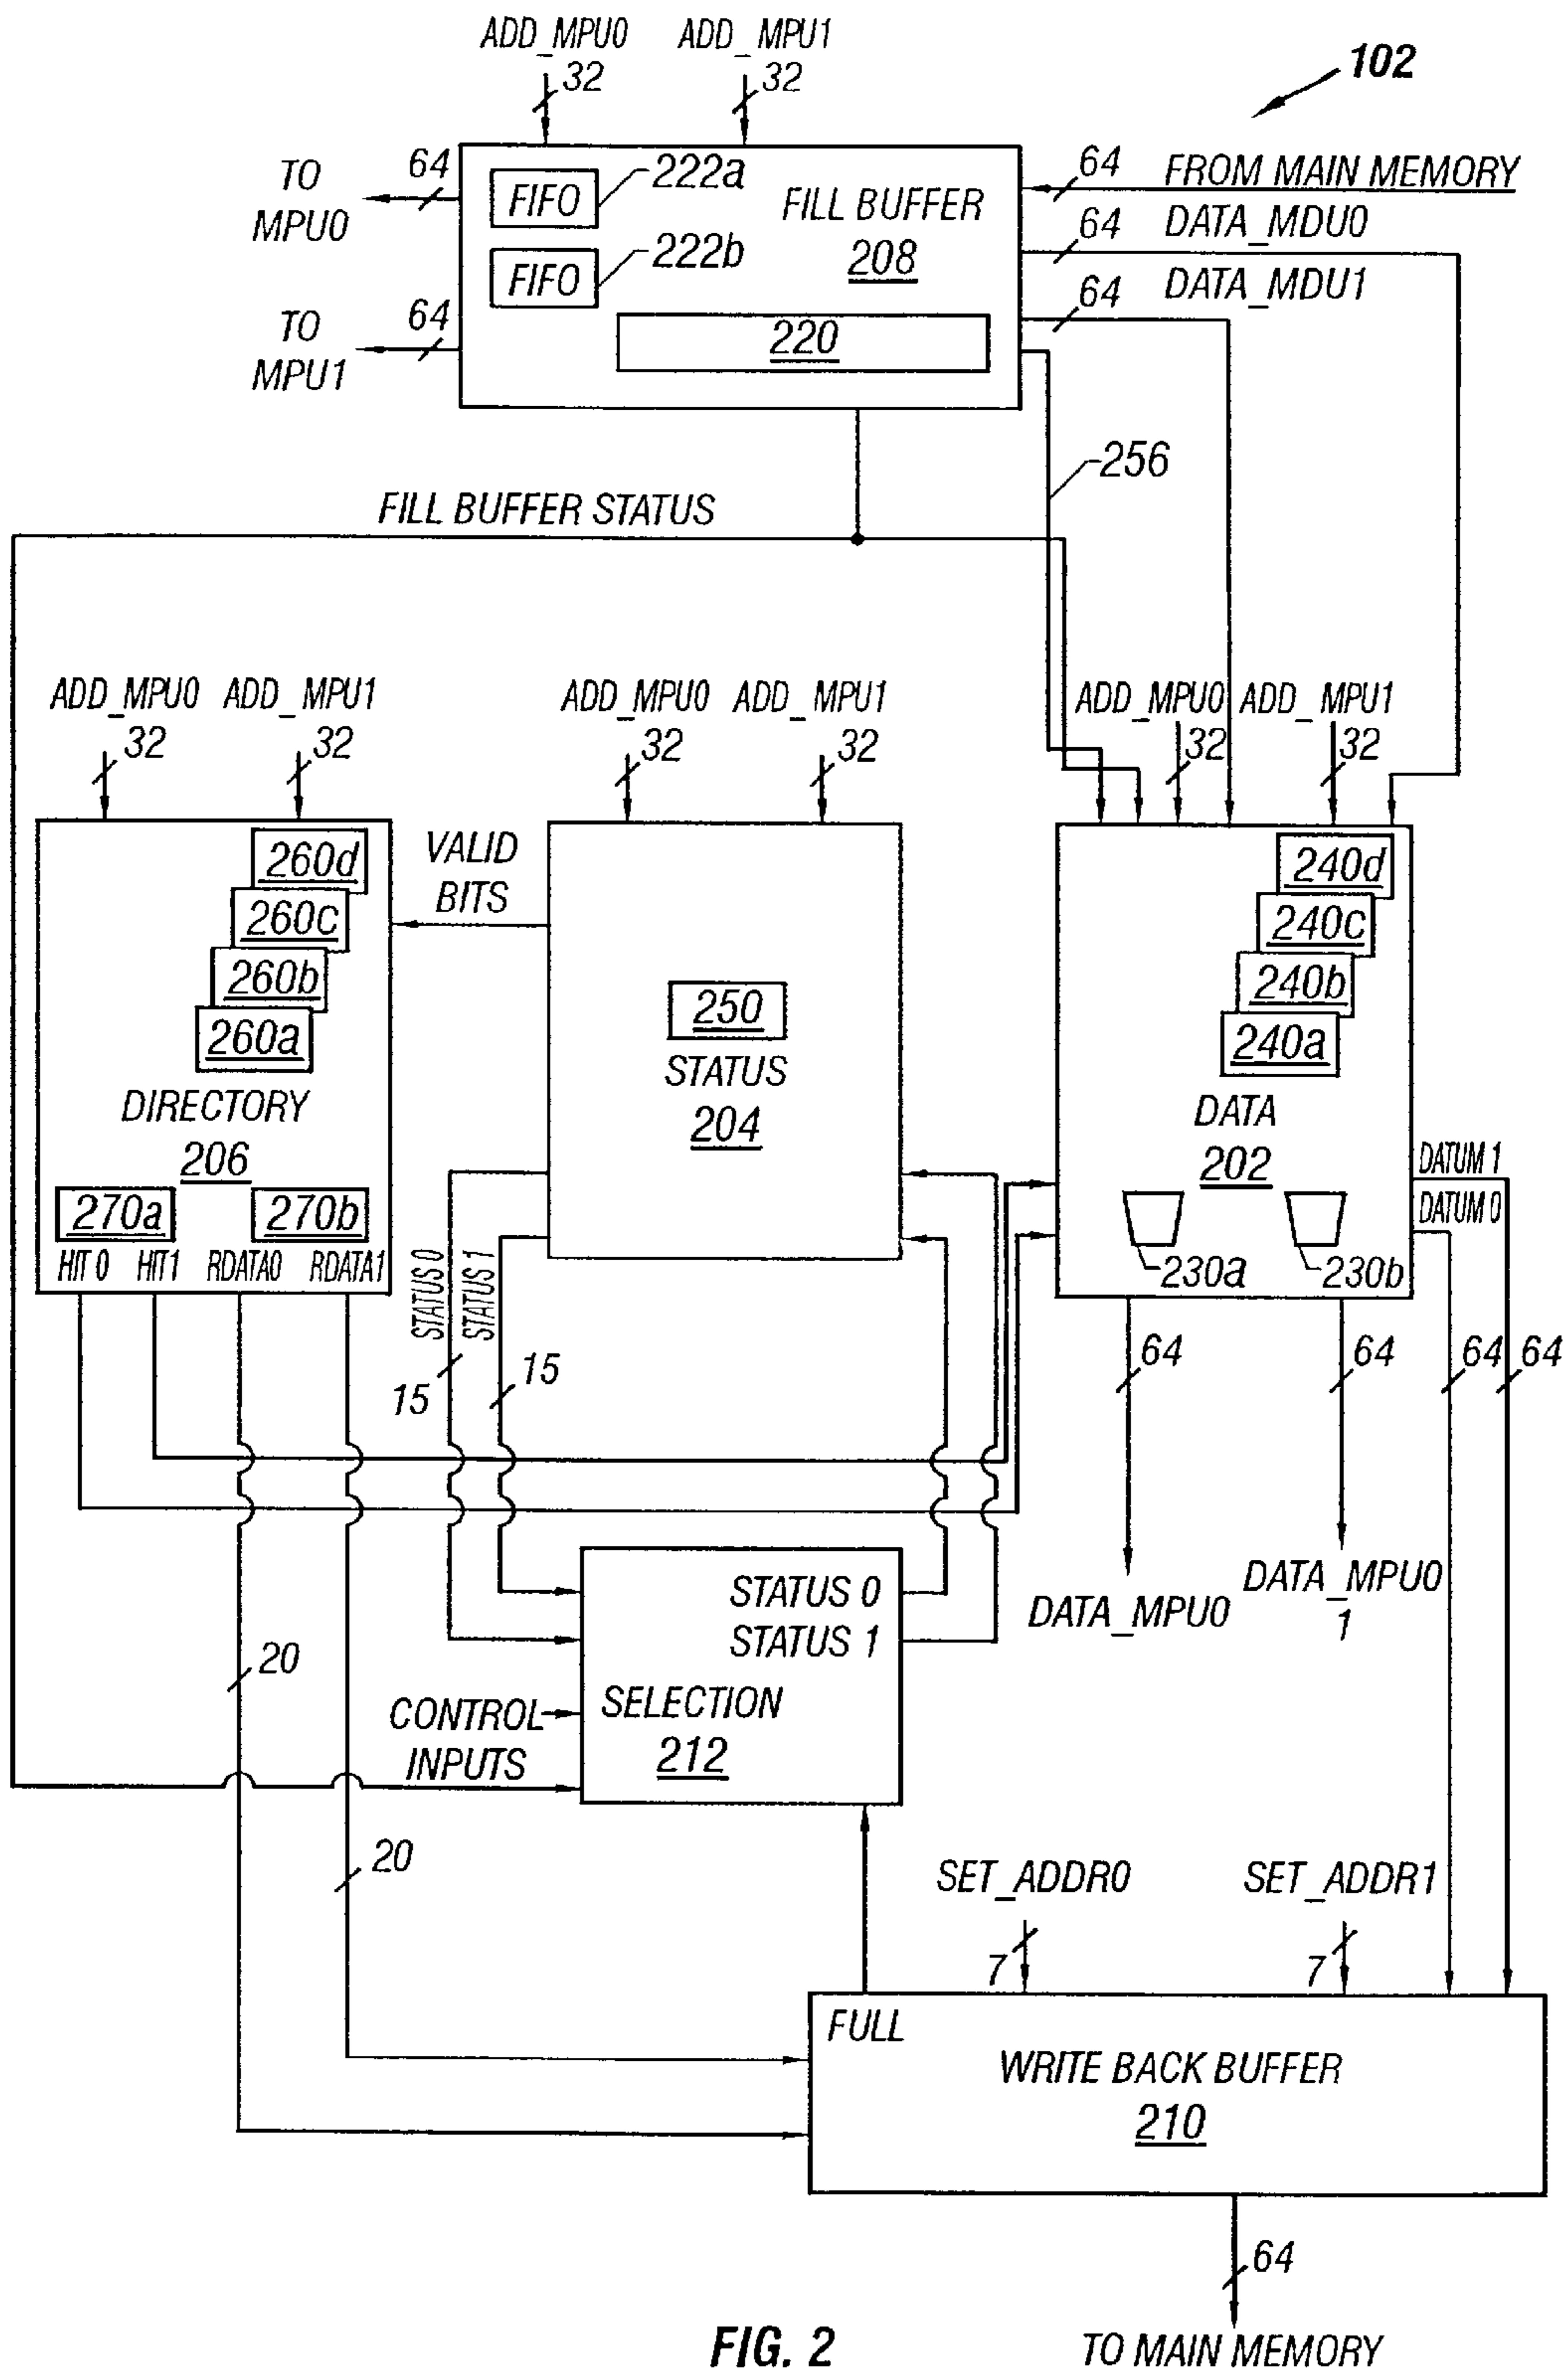 ADD_MPU0 ADD_MPU1
32 32
102
TO MPU0
64
FIFO
222a
FILL BUFFER
208
64
FROM MAIN MEMORY
64
DATA_MDU0
FIFO
222b
64
DATA_MDU1
TO MPU1
64
220
256
FILL BUFFER STATUS
ADD_MPU0 ADD_MPU1
32 32
ADD_MPU0 ADD_MPU1
32 32
ADD_MPU0 ADD_MPU1
32 32
260d
260c
260b
260a
DIRECTORY
206
270a 270b
HIT 0 HIT1 RDATA0 RDATA1
VALID
BITS
250
STATUS
204
240d
240c
240b
240a
DATA
202
230a 230b
DATUM 1
DATUM 0
STATUS 0
STATUS 1
15
15
64 64 64 64
DATA_MPU0
DATA_MPU0
1
STATUS 0
STATUS 1
SELECTION
212
CONTROL
INPUTS
20
20
SET_ADDR0 SET_ADDR1
7 7
FULL
WRITE BACK BUFFER
210
64
TO MAIN MEMORY
FIG. 2